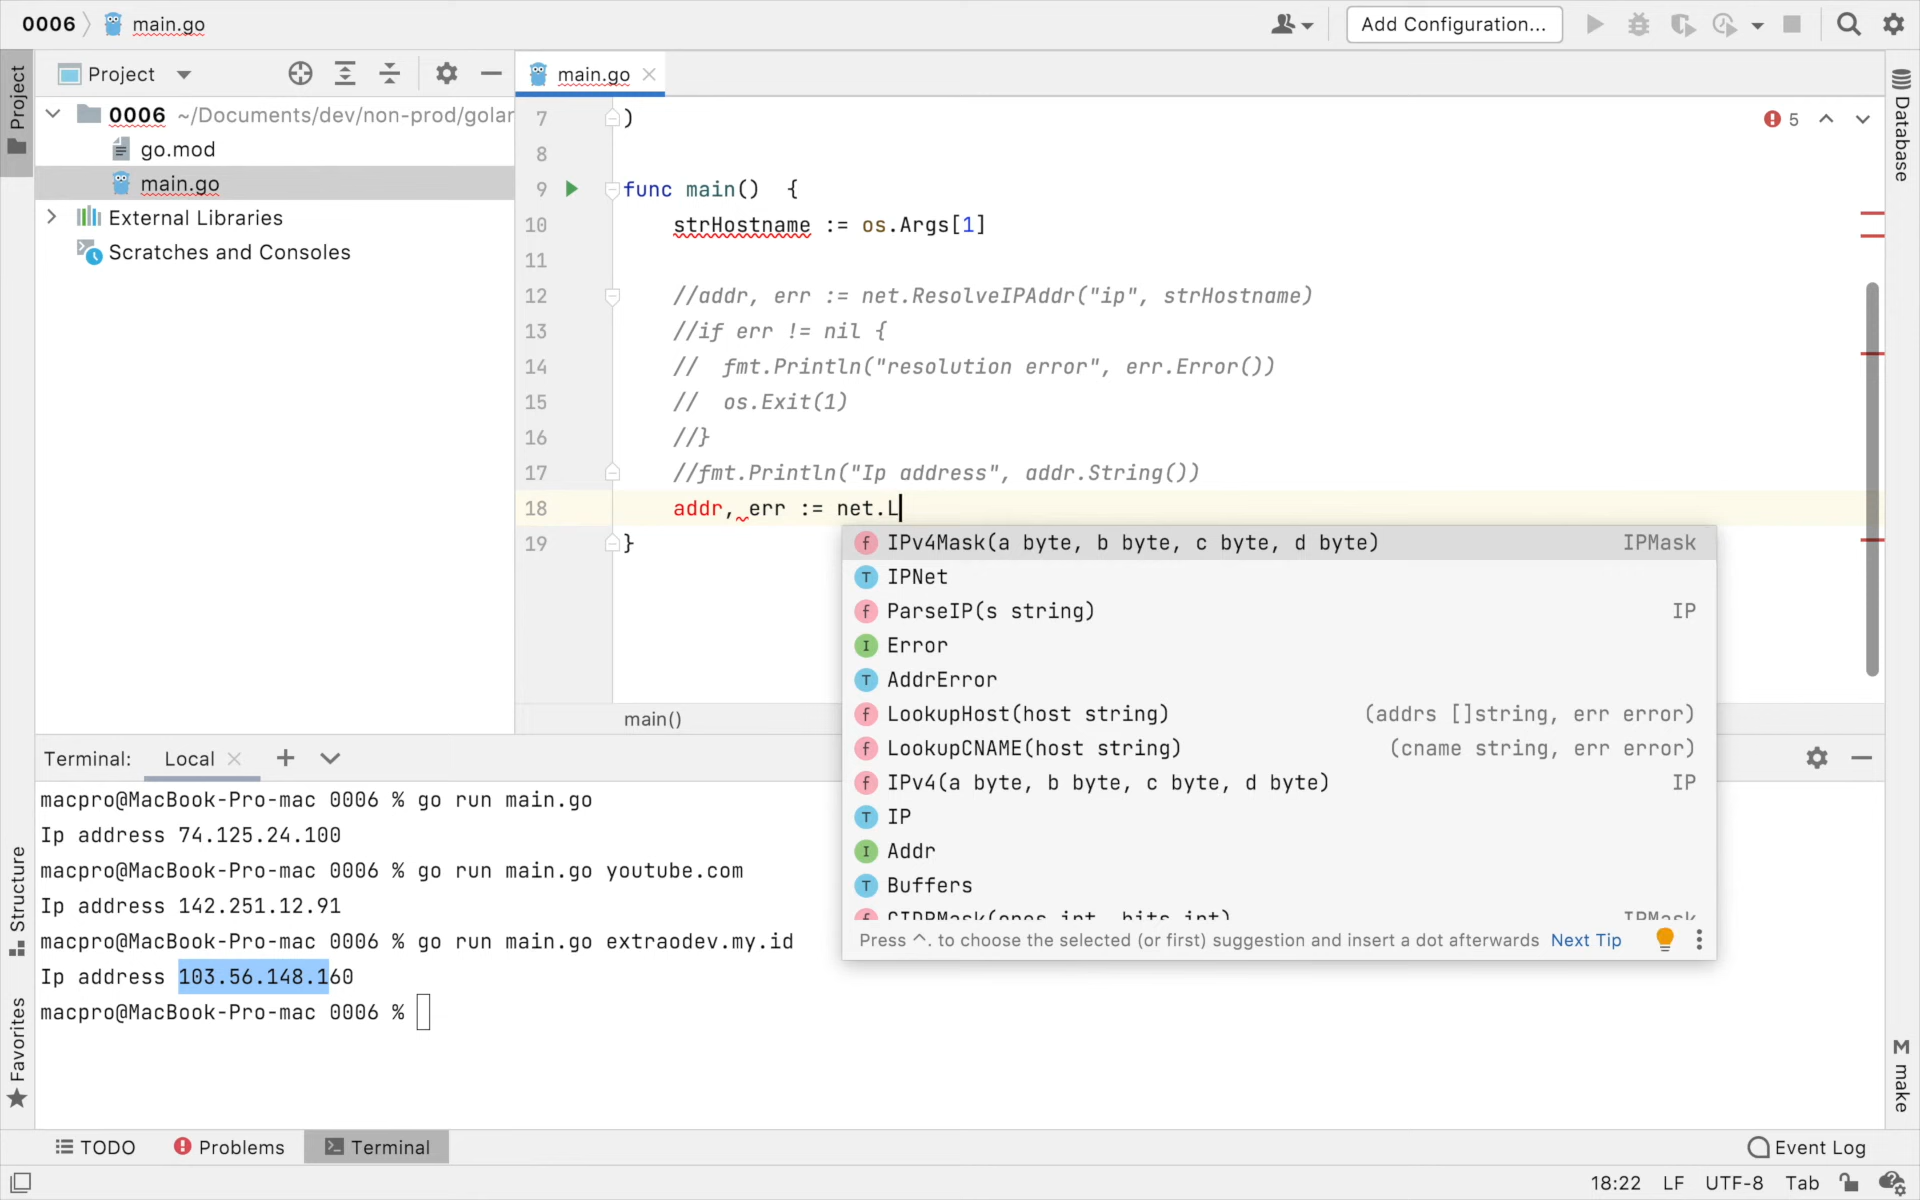 0006 main.go Add Configuration...
Project
Project
main.go
Database
0006 ~/Documents/dev/non-prod/golar
go.mod
main.go
External Libraries
Scratches and Consoles
5
7 )
8
9 func main() {
10 strHostname := os.Args[1]
11
12 //addr, err := net.ResolveIPAddr("ip", strHostname)
13 //if err != nil {
14 // fmt.Println("resolution error", err.Error())
15 // os.Exit(1)
16 //}
17 //fmt.Println("Ip address", addr.String())
18 addr, err := net.L
19 }
IPv4Mask(a byte, b byte, c byte, d byte) IPMask
IPNet
ParseIP(s string) IP
Error
AddrError
LookupHost(host string) (addrs []string, err error)
LookupCNAME(host string) (cname string, err error)
IPv4(a byte, b byte, c byte, d byte) IP
IP
Addr
Buffers
CIDRMask(ones int, bits int) IPMask
Press ^. to choose the selected (or first) suggestion and insert a dot afterwards Next Tip
main()
Terminal: Local
macpro@MacBook-Pro-mac 0006 % go run main.go
Ip address 74.125.24.100
macpro@MacBook-Pro-mac 0006 % go run main.go youtube.com
Ip address 142.251.12.91
macpro@MacBook-Pro-mac 0006 % go run main.go extraodev.my.id
Ip address 103.56.148.160
macpro@MacBook-Pro-mac 0006 %
Structure
Favorites
M make
TODO Problems Terminal Event Log
18:22 LF UTF-8 Tab